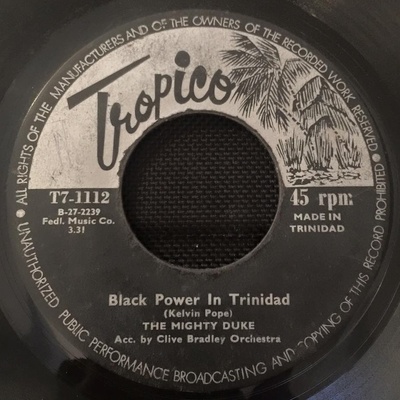 • ALL RIGHTS OF THE MANUFACTURERS AND OF THE OWNERS OF THE RECORDED WORK RESERVED •
Tropico
T7-1112
B-27-2239
Fedl. Music Co.
3.31
45 rpm
MADE IN
TRINIDAD
Black Power In Trinidad
(Kelvin Pope)
THE MIGHTY DUKE
Acc. by Clive Bradley Orchestra
UNAUTHORIZED PUBLIC PERFORMANCE BROADCASTING AND COPYING OF THIS RECORD PROHIBITED